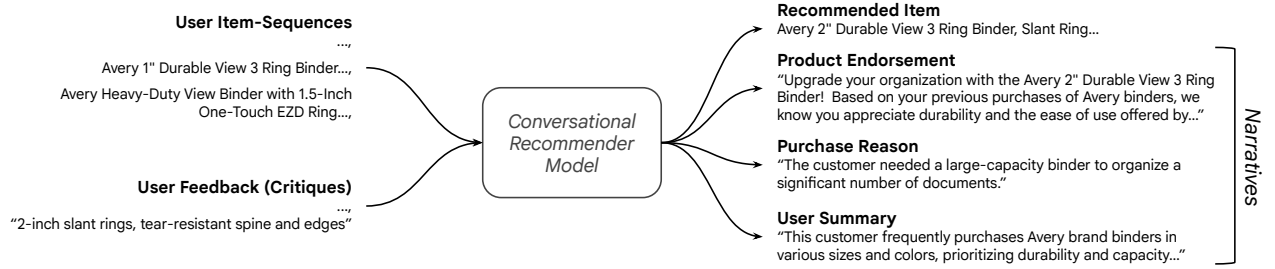 User Item-Sequences
...,
Avery 1" Durable View 3 Ring Binder...,
Avery Heavy-Duty View Binder with 1.5-Inch
One-Touch EZD Ring...,
User Feedback (Critiques)
...,
“2-inch slant rings, tear-resistant spine and edges”
Conversational
Recommender
Model
Recommended Item
Avery 2" Durable View 3 Ring Binder, Slant Ring...
Product Endorsement
“Upgrade your organization with the Avery 2" Durable View 3 Ring
Binder! Based on your previous purchases of Avery binders, we
know you appreciate durability and the ease of use offered by...”
Purchase Reason
“The customer needed a large-capacity binder to organize a
significant number of documents.”
User Summary
“This customer frequently purchases Avery brand binders in
various sizes and colors, prioritizing durability and capacity...”
Narratives